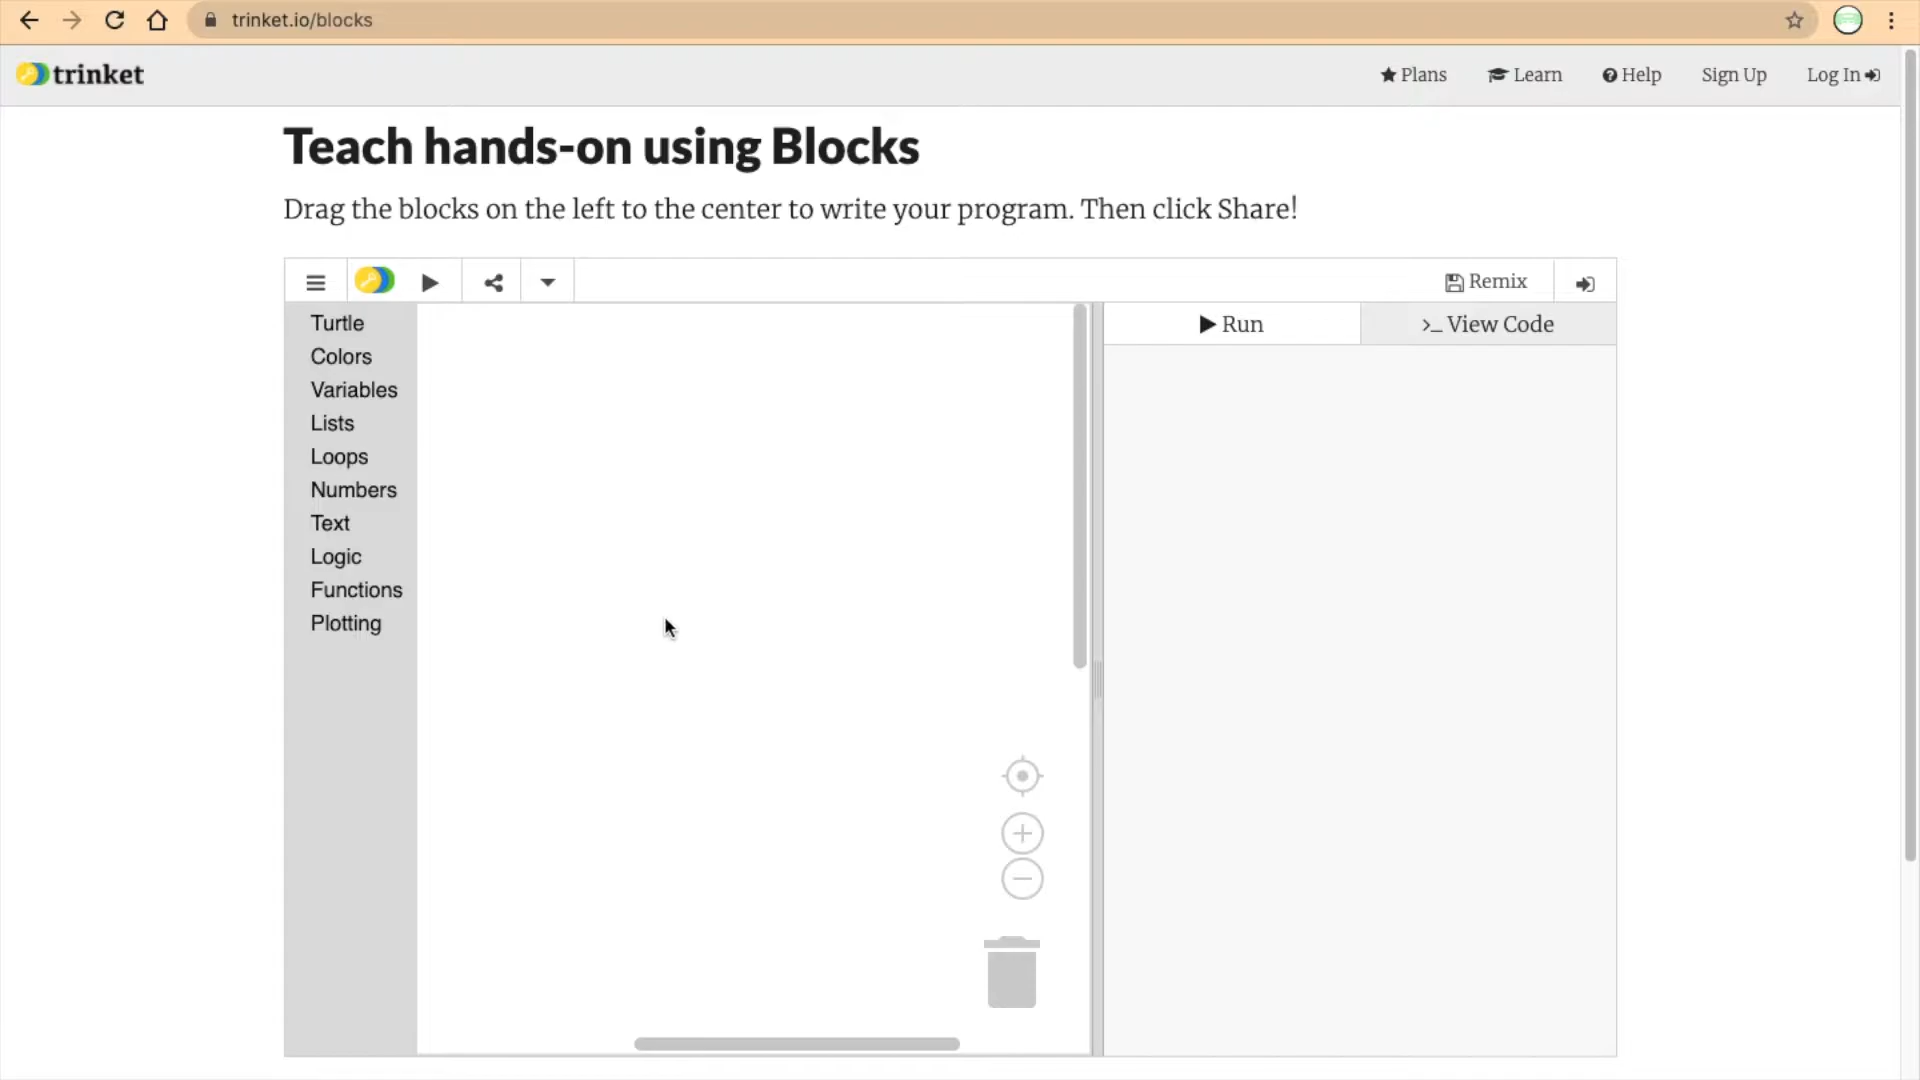 trinket.io/blocks
trinket
Plans
Learn
Help
Sign Up
Log In
Teach hands-on using Blocks
Drag the blocks on the left to the center to write your program. Then click Share!
Remix
Turtle
Colors
Variables
Lists
Loops
Numbers
Text
Logic
Functions
Plotting
Run
>_ View Code